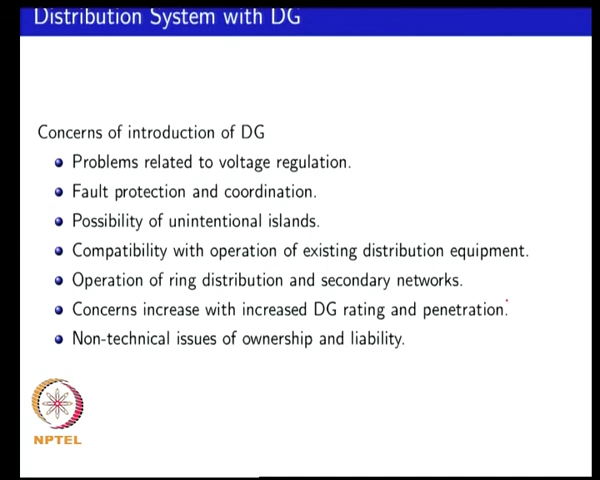 Distribution System with DG
Concerns of introduction of DG
Problems related to voltage regulation.
Fault protection and coordination.
Possibility of unintentional islands.
Compatibility with operation of existing distribution equipment.
Operation of ring distribution and secondary networks.
Concerns increase with increased DG rating and penetration.
Non-technical issues of ownership and liability.
NPTEL